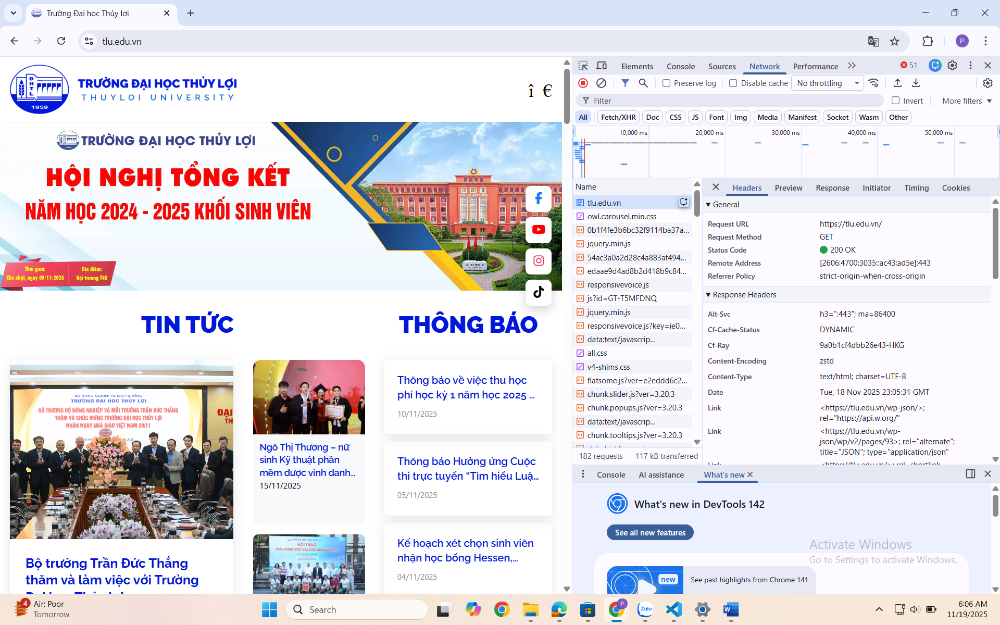 Trường Đại học Thủy lợi
tlu.edu.vn
P
TRƯỜNG ĐẠI HỌC THỦY LỢI
THUYLOI UNIVERSITY
ĐHTL
1959
î €
TRƯỜNG ĐẠI HỌC THỦY LỢI
HỘI NGHỊ TỔNG KẾT
NĂM HỌC 2024 - 2025 KHỐI SINH VIÊN
Thời gian:
Chủ nhật, ngày 09/11/2025
Địa điểm:
Hội trường T45
TIN TỨC
THÔNG BÁO
BỘ NÔNG NGHIỆP VÀ MÔI TRƯỜNG
TRƯỜNG ĐẠI HỌC THỦY LỢI
BỘ TRƯỞNG BỘ NÔNG NGHIỆP VÀ MÔI TRƯỜNG TRẦN ĐỨC THẮNG
THĂM VÀ CHÚC MỪNG TRƯỜNG ĐẠI HỌC THỦY LỢI
NHÂN NGÀY NHÀ GIÁO VIỆT NAM 20/11
Bộ trưởng Trần Đức Thắng
thăm và làm việc với Trường
Ngô Thị Thương – nữ
sinh Kỹ thuật phần
mềm được vinh danh...
15/11/2025
TRƯỜNG ĐẠI HỌC THỦY LỢI
HỘI THAO
CHÀO MỪNG NGÀY NHÀ GIÁO VIỆT NAM
Thông báo về việc thu học
phí học kỳ 1 năm học 2025 ...
10/11/2025
Thông báo Hưởng ứng Cuộc
thi trực tuyến “Tìm hiểu Luậ...
05/11/2025
Kế hoạch xét chọn sinh viên
nhận học bổng Hessen,...
04/11/2025
Elements Console Sources Network Performance 51
Preserve log Disable cache No throttling
Filter Invert More filters
All Fetch/XHR Doc CSS JS Font Img Media Manifest Socket Wasm Other
10,000 ms 20,000 ms 30,000 ms 40,000 ms 50,000 ms
Name
tlu.edu.vn
owl.carousel.min.css
0b1f4fe3b6bc32f9114ba37a...
jquery.min.js
54ac3a0a2d28c4a883af494...
edaae9d4ad8b2d418b9c84...
responsivevoice.js
js?id=GT-T5MFDNQ
jquery.min.js
responsivevoice.js?key=ie0...
data:text/javascrip...
all.css
v4-shims.css
flatsome.js?ver=e2eddd6c2...
chunk.slider.js?ver=3.20.3
chunk.popups.js?ver=3.20.3
data:text/javascrip...
chunk.tooltips.js?ver=3.20.3
182 requests 117 kB transferred
Headers Preview Response Initiator Timing Cookies
General
Request URL https://tlu.edu.vn/
Request Method GET
Status Code 200 OK
Remote Address [2606:4700:3035::ac43:ad5e]:443
Referrer Policy strict-origin-when-cross-origin
Response Headers
Alt-Svc h3=":443"; ma=86400
Cf-Cache-Status DYNAMIC
Cf-Ray 9a0b1cf4dbb26e43-HKG
Content-Encoding zstd
Content-Type text/html; charset=UTF-8
Date Tue, 18 Nov 2025 23:05:31 GMT
Link <https://tlu.edu.vn/wp-json/>;
rel="https://api.w.org/"
Link <https://tlu.edu.vn/wp-
json/wp/v2/pages/93>; rel="alternate";
title="JSON"; type="application/json"
Link <https://tlu.edu.vn/>; rel=shortlink
Console AI assistance What's new
What's new in DevTools 142
See all new features
new
See past highlights from Chrome 141
Activate Windows
Go to Settings to activate Windows.
4
Air: Poor
Tomorrow
Search
P
Zalo
6:06 AM
11/19/2025